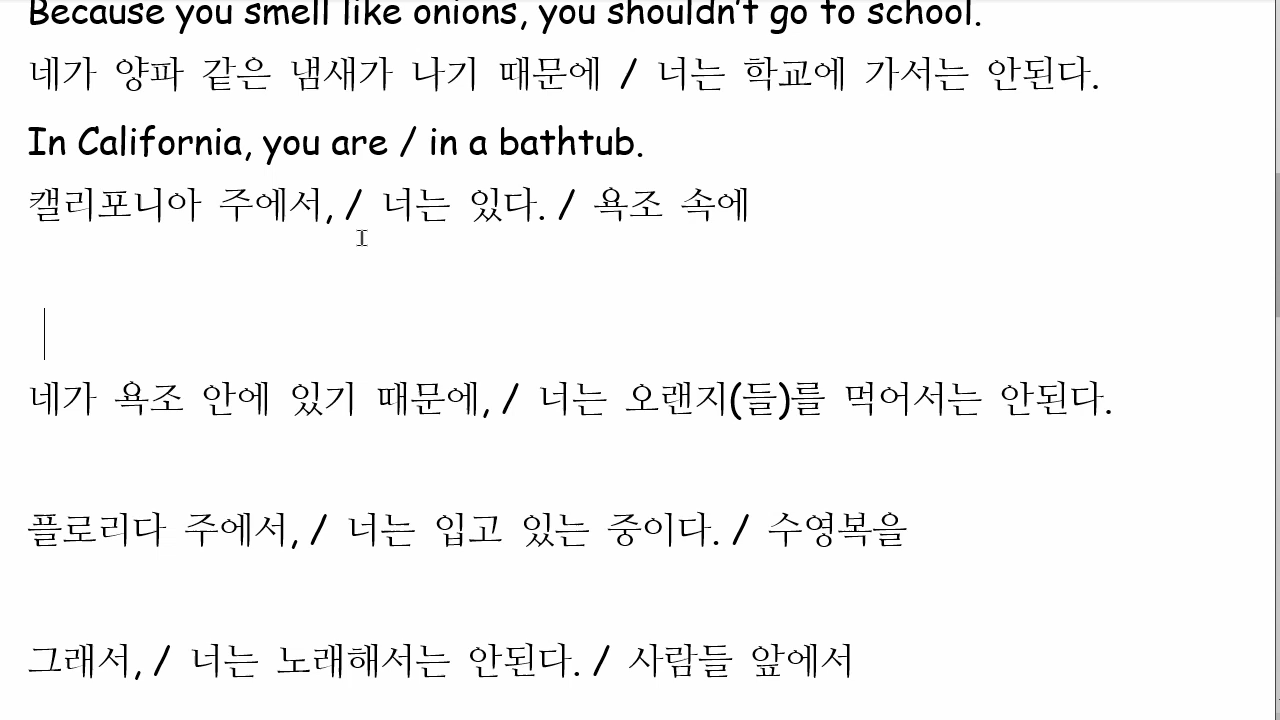 Because you smell like onions, you shouldn't go to school.
네가 양파 같은 냄새가 나기 때문에 / 너는 학교에 가서는 안된다.
In California, you are / in a bathtub.
캘리포니아 주에서, / 너는 있다. / 욕조 속에
네가 욕조 안에 있기 때문에, / 너는 오랜지(들)를 먹어서는 안된다.
플로리다 주에서, / 너는 입고 있는 중이다. / 수영복을
그래서, / 너는 노래해서는 안된다. / 사람들 앞에서